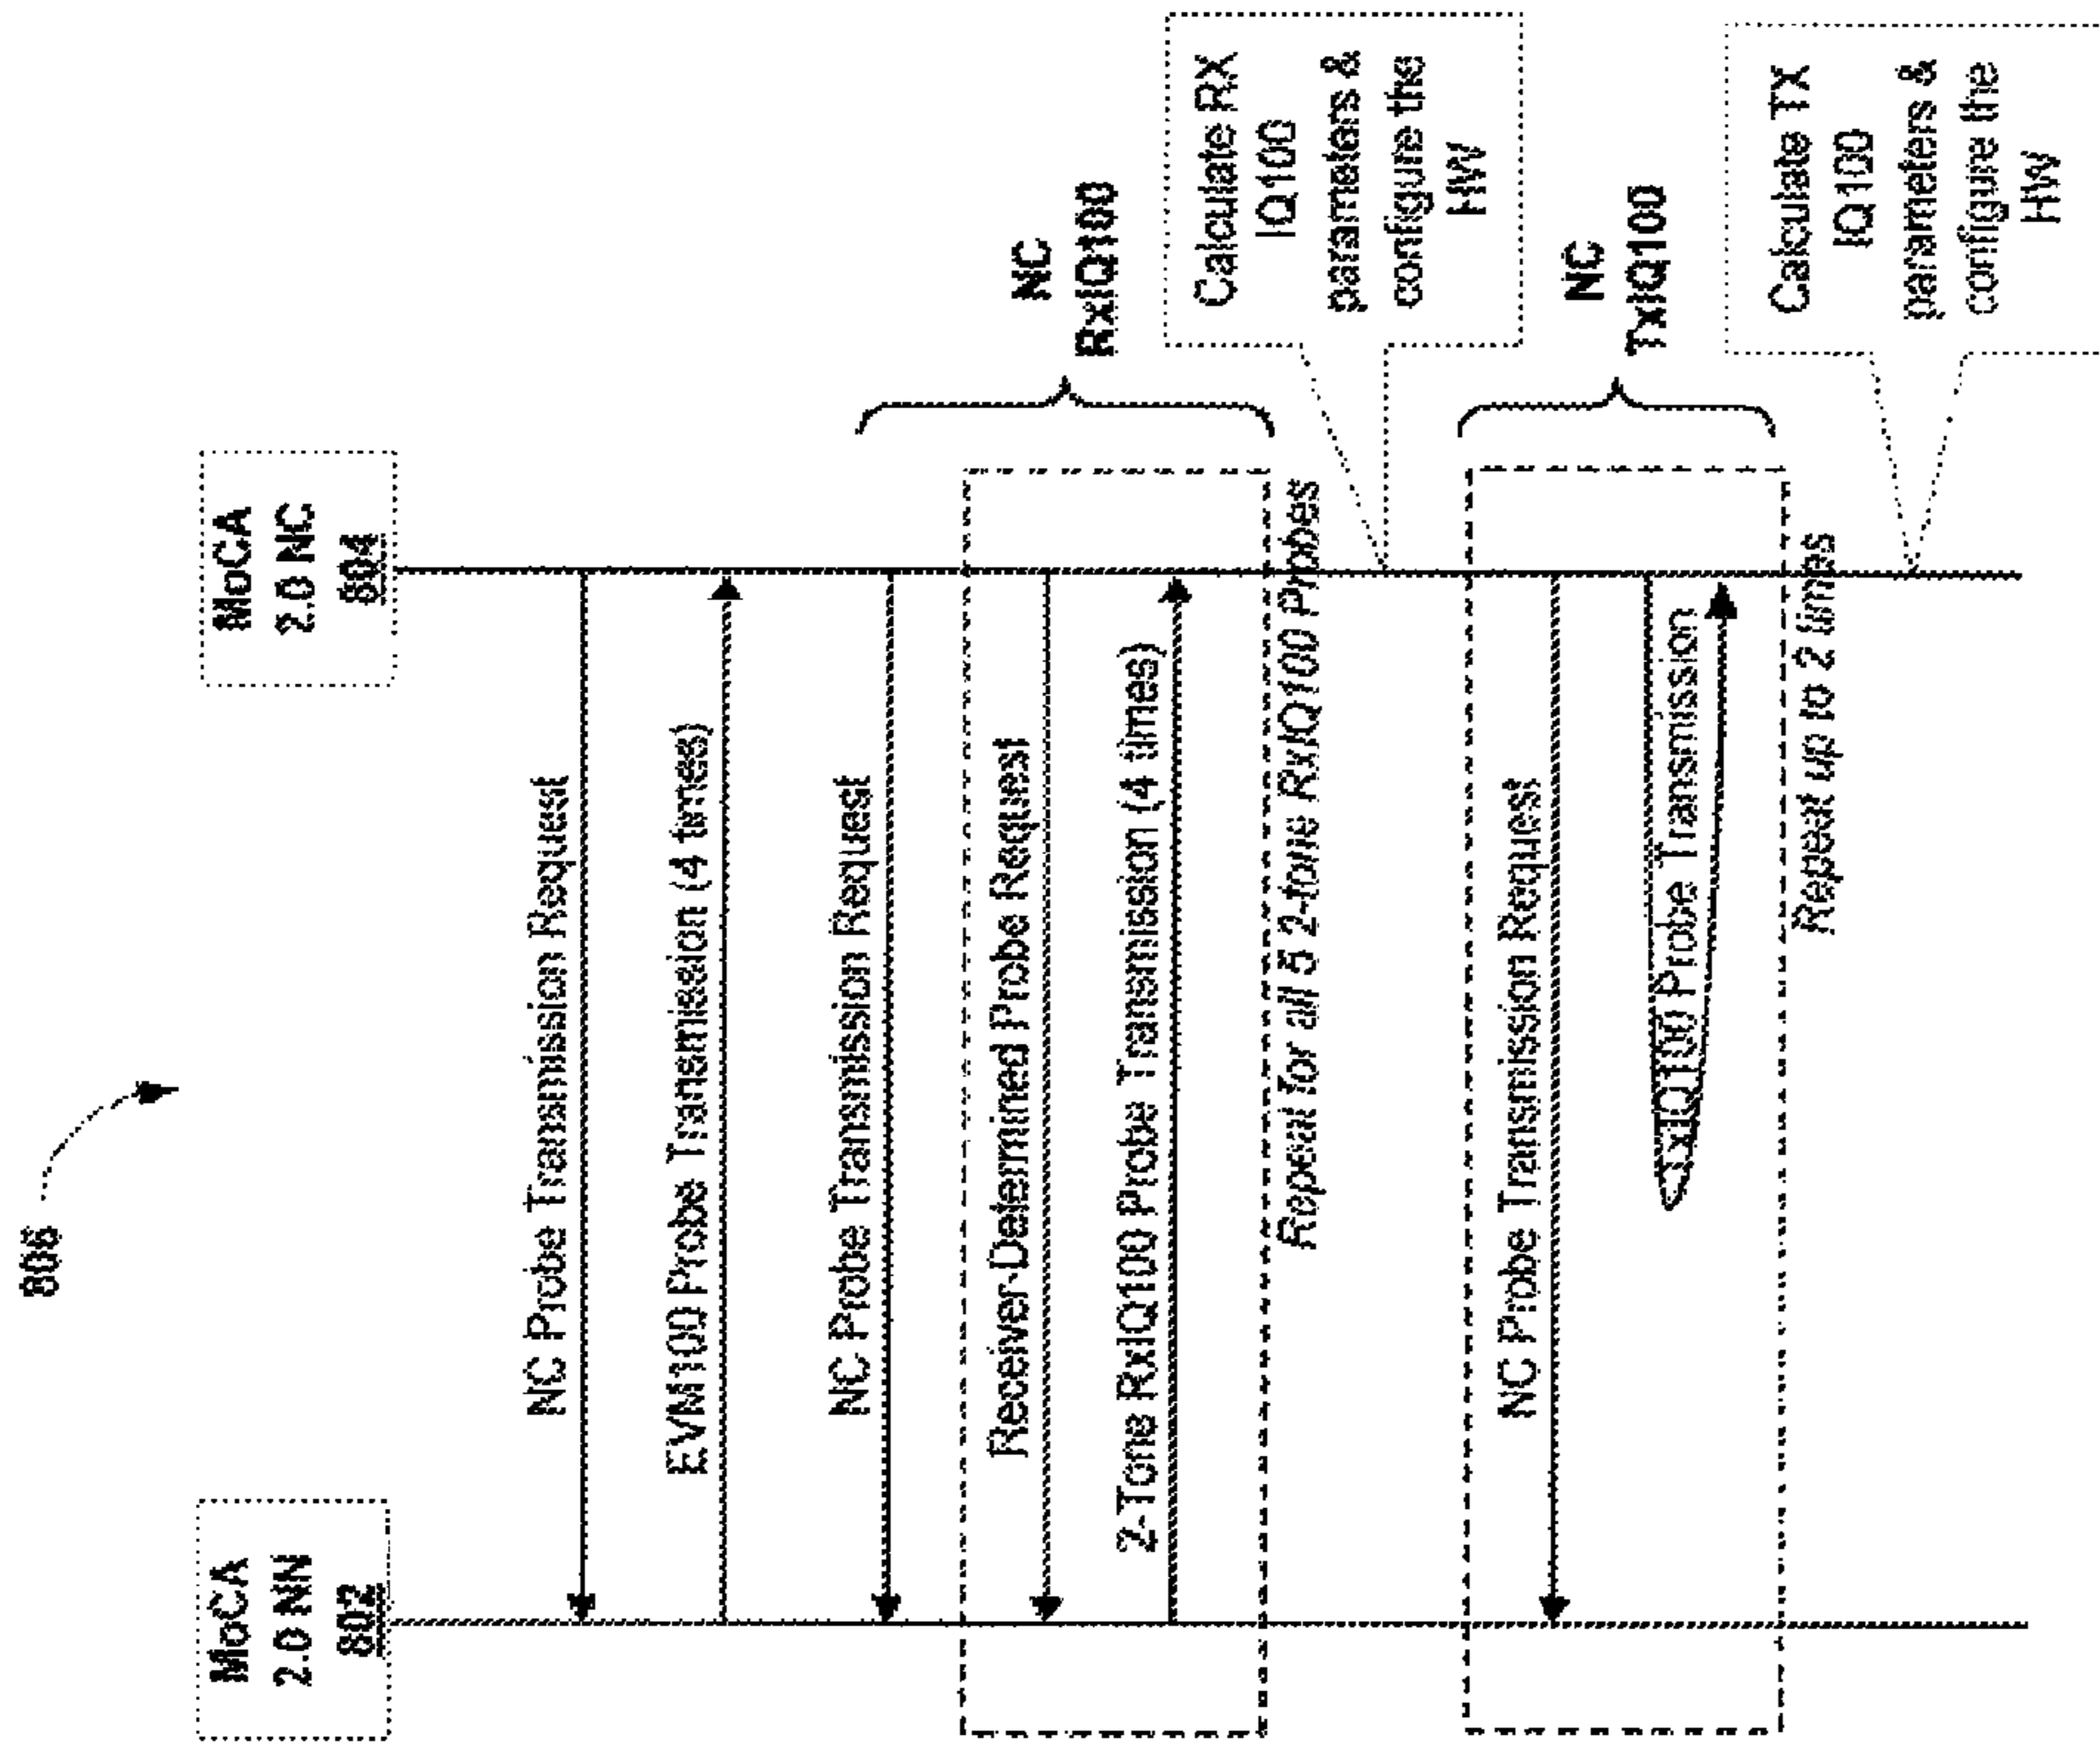 806
MoCA
2.0 NN
802
MoCA
2.0 NC
804
NC Probe Transmission Request
EVM100 Probe Transmission (4 times)
NC Probe Transmission Request
Receiver-Determined Probe Request
2-Tone RxIQ100 Probe Transmission (4 times)
Repeat for all 5 2-tone RxIQ100 Probes
NC
RxIQ100
Calculate RX
IQ100
parameters &
configure the
HW
NC Probe Transmission Request
TxIQ100 Probe Transmission
Repeat up to 2 times
NC
TxIQ100
Calculate TX
IQ100
parameters &
configure the
HW